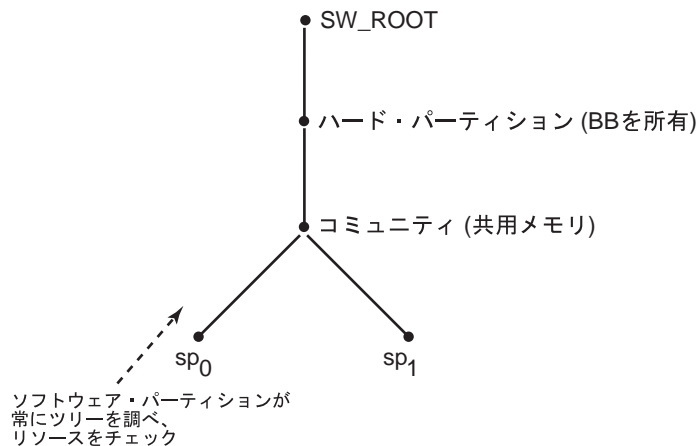 SW_ROOT
ハード・パーティション (BBを所有)
コミュニティ (共用メモリ)
sp0
sp1
ソフトウェア・パーティションが
常にツリーを調べ、
リソースをチェック